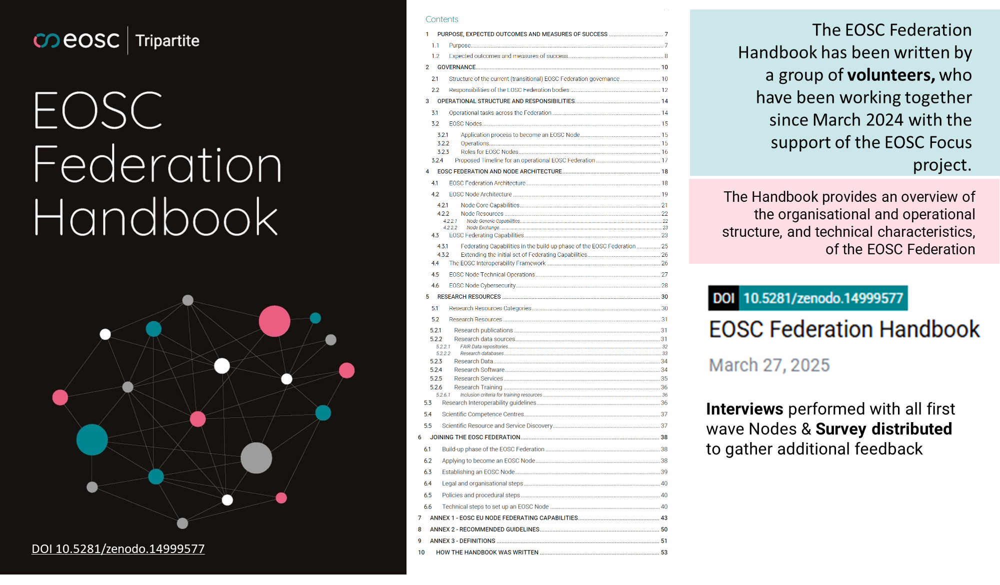 eosc | Tripartite
EOSC
Federation
Handbook
DOI 10.5281/zenodo.14999577
Contents
1 PURPOSE, EXPECTED OUTCOMES AND MEASURES OF SUCCESS 7
1.1 Purpose 7
1.2 Expected outcomes and measures of success 8
2 GOVERNANCE 10
2.1 Structure of the current (transitional) EOSC Federation governance 10
2.2 Responsibilities of the EOSC Federation bodies 12
3 OPERATIONAL STRUCTURE AND RESPONSIBILITIES 14
3.1 Operational tasks across the Federation 14
3.2 EOSC Nodes 15
3.2.1 Application process to become an EOSC Node 15
3.2.2 Operations 15
3.2.3 Roles for EOSC Nodes 16
3.2.4 Proposed Timeline for an operational EOSC Federation 17
4 EOSC FEDERATION AND NODE ARCHITECTURE 18
4.1 EOSC Federation Architecture 18
4.2 EOSC Node Architecture 19
4.2.1 Node Core Capabilities 21
4.2.2 Node Resources 22
4.2.2.1 Node Generic Capabilities 22
4.2.2.2 Node Exchange 23
4.3 EOSC Federating Capabilities 23
4.3.1 Federating Capabilities in the build-up phase of the EOSC Federation 25
4.3.2 Extending the initial set of Federating Capabilities 26
4.4 The EOSC Interoperability Framework 26
4.5 EOSC Node Technical Operations 27
4.6 EOSC Node Cybersecurity 28
5 RESEARCH RESOURCES 30
5.1 Research Resources Categories 30
5.2 Research Resources 31
5.2.1 Research publications 31
5.2.2 Research data sources 31
5.2.2.1 FAIR Data repositories 32
5.2.2.2 Research databases 33
5.2.3 Research Data 34
5.2.4 Research Software 34
5.2.5 Research Services 35
5.2.6 Research Training 36
5.2.6.1 Inclusion criteria for training resources 36
5.3 Research Interoperability guidelines 36
5.4 Scientific Competence Centres 37
5.5 Scientific Resource and Service Discovery 37
6 JOINING THE EOSC FEDERATION 38
6.1 Build-up phase of the EOSC Federation 38
6.2 Applying to become an EOSC Node 38
6.3 Establishing an EOSC Node 39
6.4 Legal and organisational steps 40
6.5 Policies and procedural steps 40
6.6 Technical steps to set up an EOSC Node 40
7 ANNEX 1 - EOSC EU NODE FEDERATING CAPABILITIES 43
8 ANNEX 2 - RECOMMENDED GUIDELINES 50
9 ANNEX 3 - DEFINITIONS 51
10 HOW THE HANDBOOK WAS WRITTEN 53
The EOSC Federation
Handbook has been written by
a group of volunteers, who
have been working together
since March 2024 with the
support of the EOSC Focus
project.
The Handbook provides an overview of
the organisational and operational
structure, and technical characteristics,
of the EOSC Federation
DOI 10.5281/zenodo.14999577
EOSC Federation Handbook
March 27, 2025
Interviews performed with all first
wave Nodes & Survey distributed
to gather additional feedback